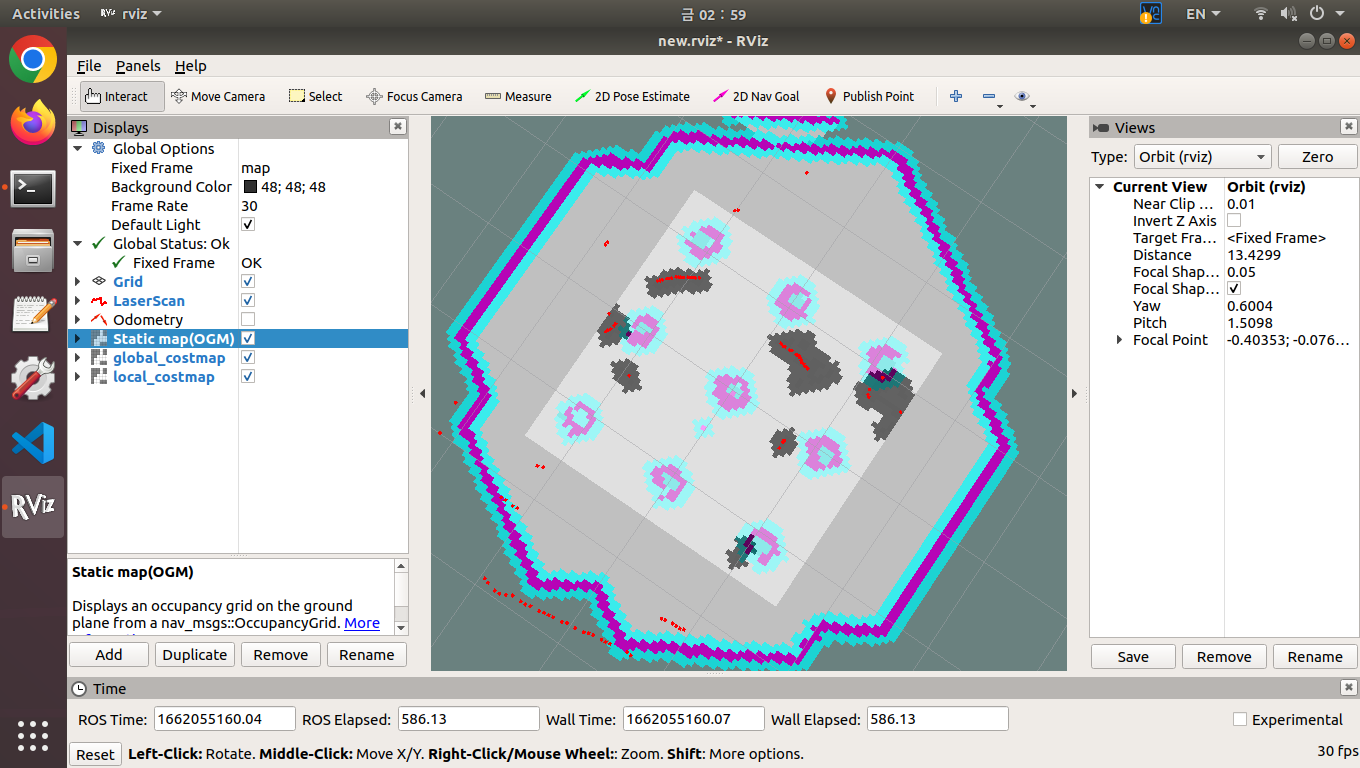 Activities
rviz
금 02 : 59
EN
new.rviz* - RViz
File Panels Help
Interact Move Camera Select Focus Camera Measure 2D Pose Estimate 2D Nav Goal Publish Point
Displays
Global Options
Fixed Frame map
Background Color 48; 48; 48
Frame Rate 30
Default Light
Global Status: Ok
Fixed Frame OK
Grid
LaserScan
Odometry
Static map(OGM)
global_costmap
local_costmap
Static map(OGM)
Displays an occupancy grid on the ground
plane from a nav_msgs::OccupancyGrid. More
Add Duplicate Remove Rename
Views
Type: Orbit (rviz) Zero
Current View Orbit (rviz)
Near Clip ... 0.01
Invert Z Axis
Target Fra... <Fixed Frame>
Distance 13.4299
Focal Shap... 0.05
Focal Shap...
Yaw 0.6004
Pitch 1.5098
Focal Point -0.40353; -0.076...
Save Remove Rename
RViz
Time
ROS Time: 1662055160.04 ROS Elapsed: 586.13 Wall Time: 1662055160.07 Wall Elapsed: 586.13 Experimental
Reset Left-Click: Rotate. Middle-Click: Move X/Y. Right-Click/Mouse Wheel:: Zoom. Shift: More options. 30 fps